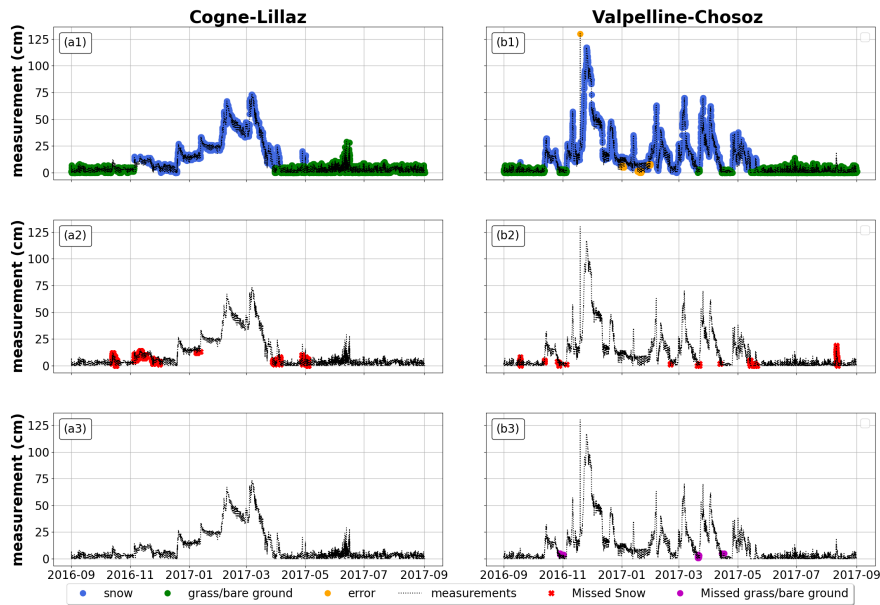 Cogne-Lillaz
Valpelline-Chosoz
measurement (cm)
125
100
75
50
25
0
(a1)
(b1)
measurement (cm)
125
100
75
50
25
0
(a2)
(b2)
measurement (cm)
125
100
75
50
25
0
(a3)
(b3)
2016-09 2016-11 2017-01 2017-03 2017-05 2017-07 2017-09
2016-09 2016-11 2017-01 2017-03 2017-05 2017-07 2017-09
snow grass/bare ground error measurements Missed Snow Missed grass/bare ground